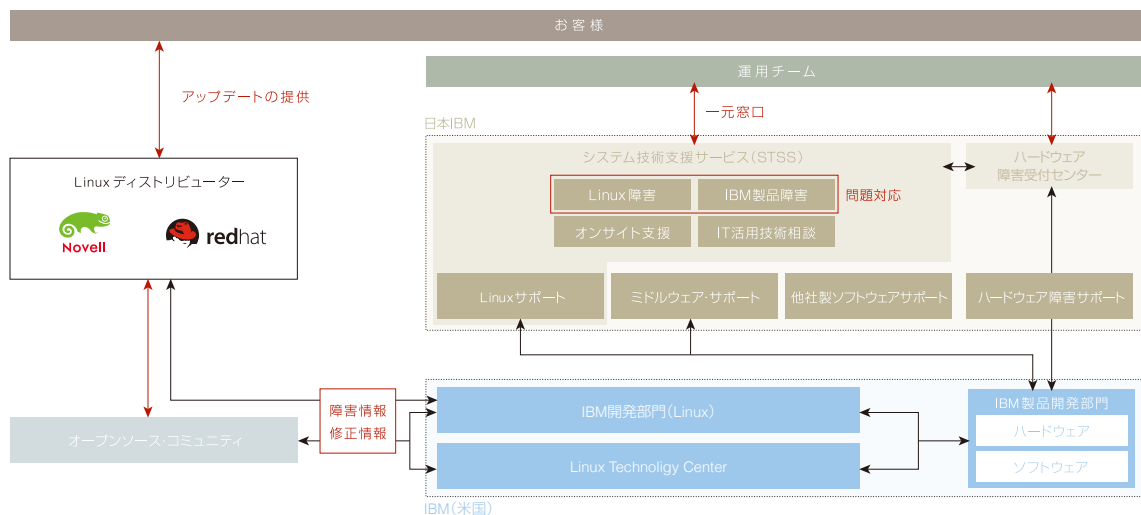 お客様
運用チーム
アップデートの提供
一元窓口
日本IBM
システム技術支援サービス(STSS)
ハードウェア
障害受付センター
Linux ディストリビューター
Linux障害
IBM製品障害
問題対応
Novell
redhat
オンサイト支援
IT活用技術相談
Linuxサポート
ミドルウェア・サポート
他社製ソフトウェアサポート
ハードウェア障害サポート
障害情報
修正情報
IBM開発部門(Linux)
IBM製品開発部門
ハードウェア
オープンソース・コミュニティ
Linux Technoligy Center
ソフトウェア
IBM(米国)